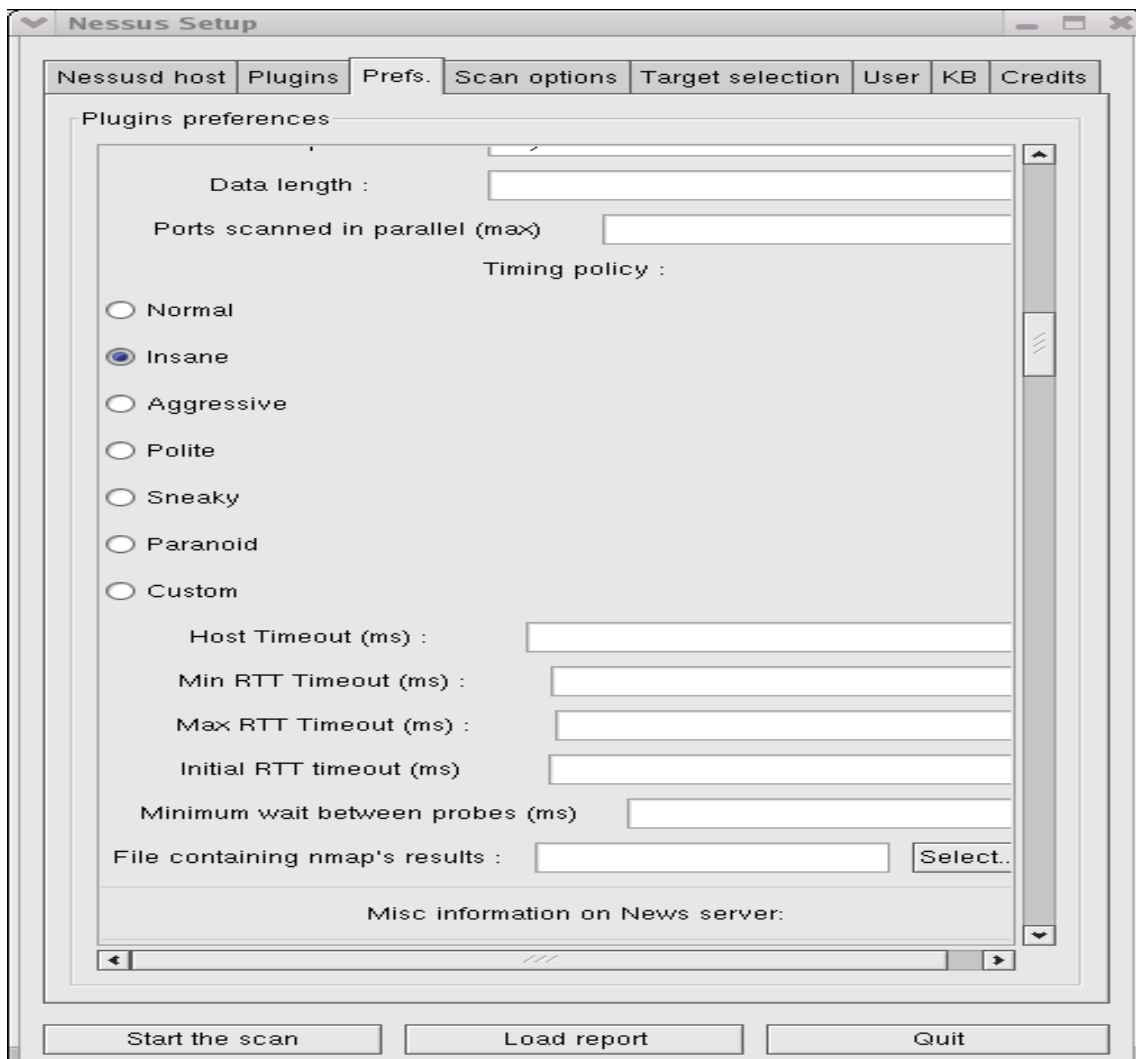 Nessus Setup
Nessusd host Plugins Prefs. Scan options Target selection User KB Credits
Plugins preferences
Data length :
Ports scanned in parallel (max)
Timing policy :
Normal
Insane
Aggressive
Polite
Sneaky
Paranoid
Custom
Host Timeout (ms) :
Min RTT Timeout (ms) :
Max RTT Timeout (ms) :
Initial RTT timeout (ms)
Minimum wait between probes (ms)
File containing nmap's results : Select..
Misc information on News server:
Start the scan Load report Quit